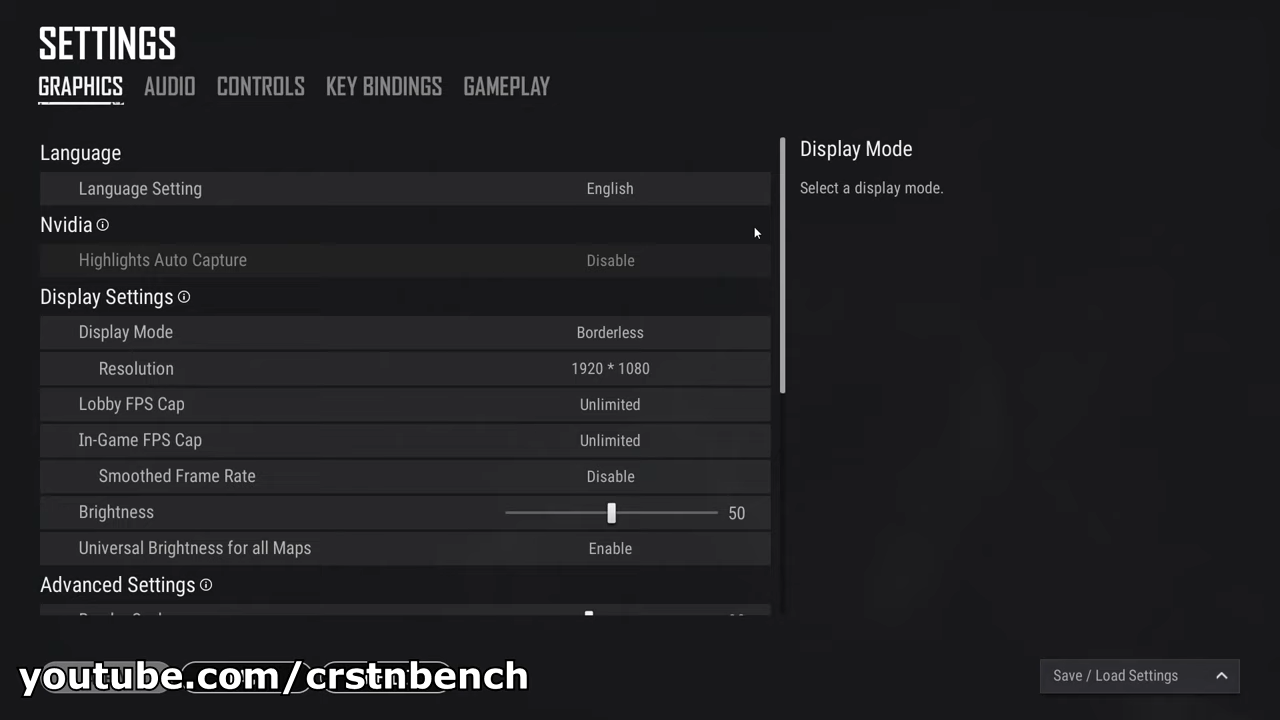 SETTINGS
GRAPHICS AUDIO CONTROLS KEY BINDINGS GAMEPLAY
Language
Language Setting English
Nvidia
Highlights Auto Capture Disable
Display Settings
Display Mode Borderless
Resolution 1920 * 1080
Lobby FPS Cap Unlimited
In-Game FPS Cap Unlimited
Smoothed Frame Rate Disable
Brightness 50
Universal Brightness for all Maps Enable
Advanced Settings
Display Mode
Select a display mode.
youtube.com/crstnbench
Save / Load Settings